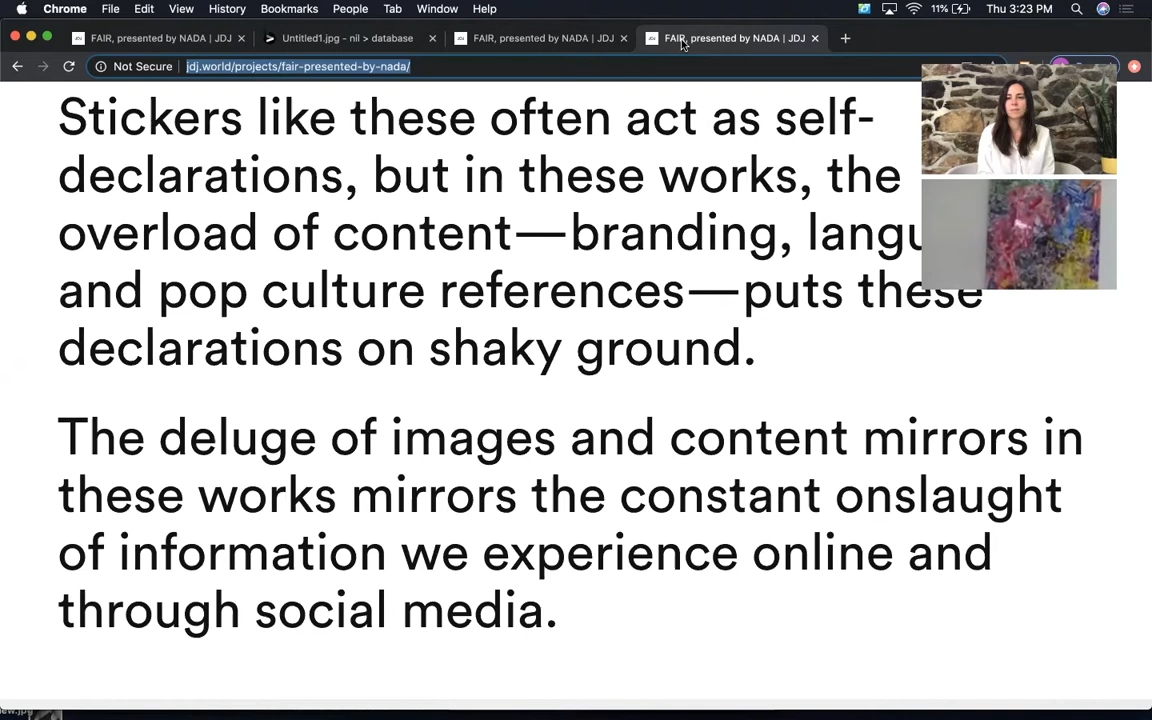 Chrome File Edit View History Bookmarks People Tab Window Help 11% Thu 3:23 PM
FAIR, presented by NADA | JDJ Untitled1.jpg - nil > database FAIR, presented by NADA | JDJ FAIR, presented by NADA | JDJ
Not Secure jdj.world/projects/fair-presented-by-nada/
Stickers like these often act as self-
declarations, but in these works, the
overload of content—branding, langu
and pop culture references—puts these
declarations on shaky ground.
The deluge of images and content mirrors in
these works mirrors the constant onslaught
of information we experience online and
through social media.